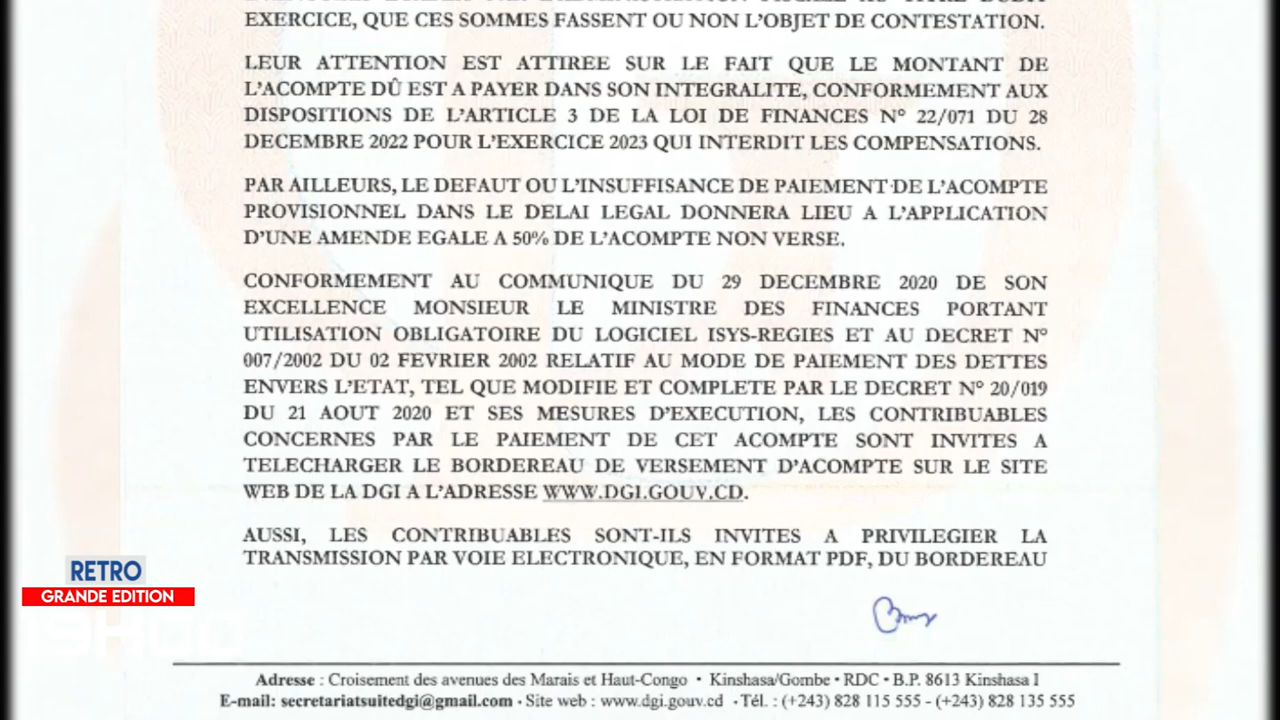 EXERCICE, QUE CES SOMMES FASSENT OU NON L'OBJET DE CONTESTATION.
LEUR ATTENTION EST ATTIREE SUR LE FAIT QUE LE MONTANT DE
L'ACOMPTE DÛ EST A PAYER DANS SON INTEGRALITE, CONFORMEMENT AUX
DISPOSITIONS DE L'ARTICLE 3 DE LA LOI DE FINANCES N° 22/071 DU 28
DECEMBRE 2022 POUR L'EXERCICE 2023 QUI INTERDIT LES COMPENSATIONS.
PAR AILLEURS, LE DEFAUT OU L'INSUFFISANCE DE PAIEMENT DE L'ACOMPTE
PROVISIONNEL DANS LE DELAI LEGAL DONNERA LIEU A L'APPLICATION
D'UNE AMENDE EGALE A 50% DE L'ACOMPTE NON VERSE.
CONFORMEMENT AU COMMUNIQUE DU 29 DECEMBRE 2020 DE SON
EXCELLENCE MONSIEUR LE MINISTRE DES FINANCES PORTANT
UTILISATION OBLIGATOIRE DU LOGICIEL ISYS-REGIES ET AU DECRET N°
007/2002 DU 02 FEVRIER 2002 RELATIF AU MODE DE PAIEMENT DES DETTES
ENVERS L'ETAT, TEL QUE MODIFIE ET COMPLETE PAR LE DECRET N° 20/019
DU 21 AOUT 2020 ET SES MESURES D'EXECUTION, LES CONTRIBUABLES
CONCERNES PAR LE PAIEMENT DE CET ACOMPTE SONT INVITES A
TELECHARGER LE BORDEREAU DE VERSEMENT D'ACOMPTE SUR LE SITE
WEB DE LA DGI A L'ADRESSE WWW.DGI.GOUV.CD.
AUSSI, LES CONTRIBUABLES SONT-ILS INVITES A PRIVILEGIER LA
TRANSMISSION PAR VOIE ELECTRONIQUE, EN FORMAT PDF, DU BORDEREAU
RETRO
GRANDE EDITION
Adresse : Croisement des avenues des Marais et Haut-Congo • Kinshasa/Gombe • RDC • B.P. 8613 Kinshasa I
E-mail: secretariatsuitedgi@gmail.com • Site web : www.dgi.gouv.cd • Tél. : (+243) 828 115 555 - (+243) 828 135 555